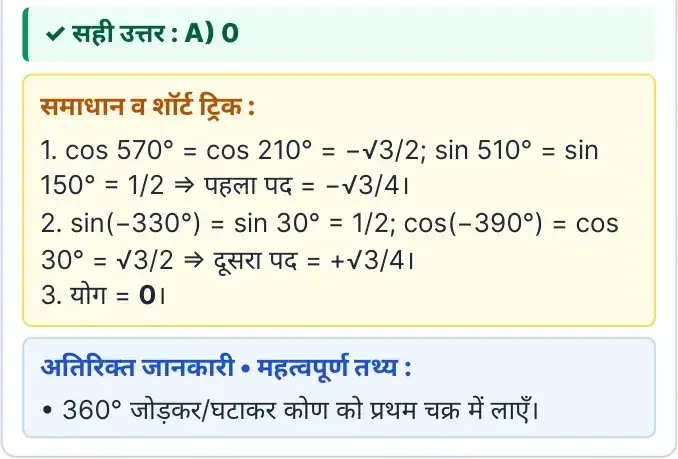 ✓ सही उत्तर : A) 0
समाधान व शॉर्ट ट्रिक :
1. cos 570° = cos 210° = −√3/2; sin 510° = sin
150° = 1/2 ⇒ पहला पद = −√3/4।
2. sin(−330°) = sin 30° = 1/2; cos(−390°) = cos
30° = √3/2 ⇒ दूसरा पद = +√3/4।
3. योग = 0।
अतिरिक्त जानकारी • महत्वपूर्ण तथ्य :
• 360° जोड़कर/घटाकर कोण को प्रथम चक्र में लाएँ।